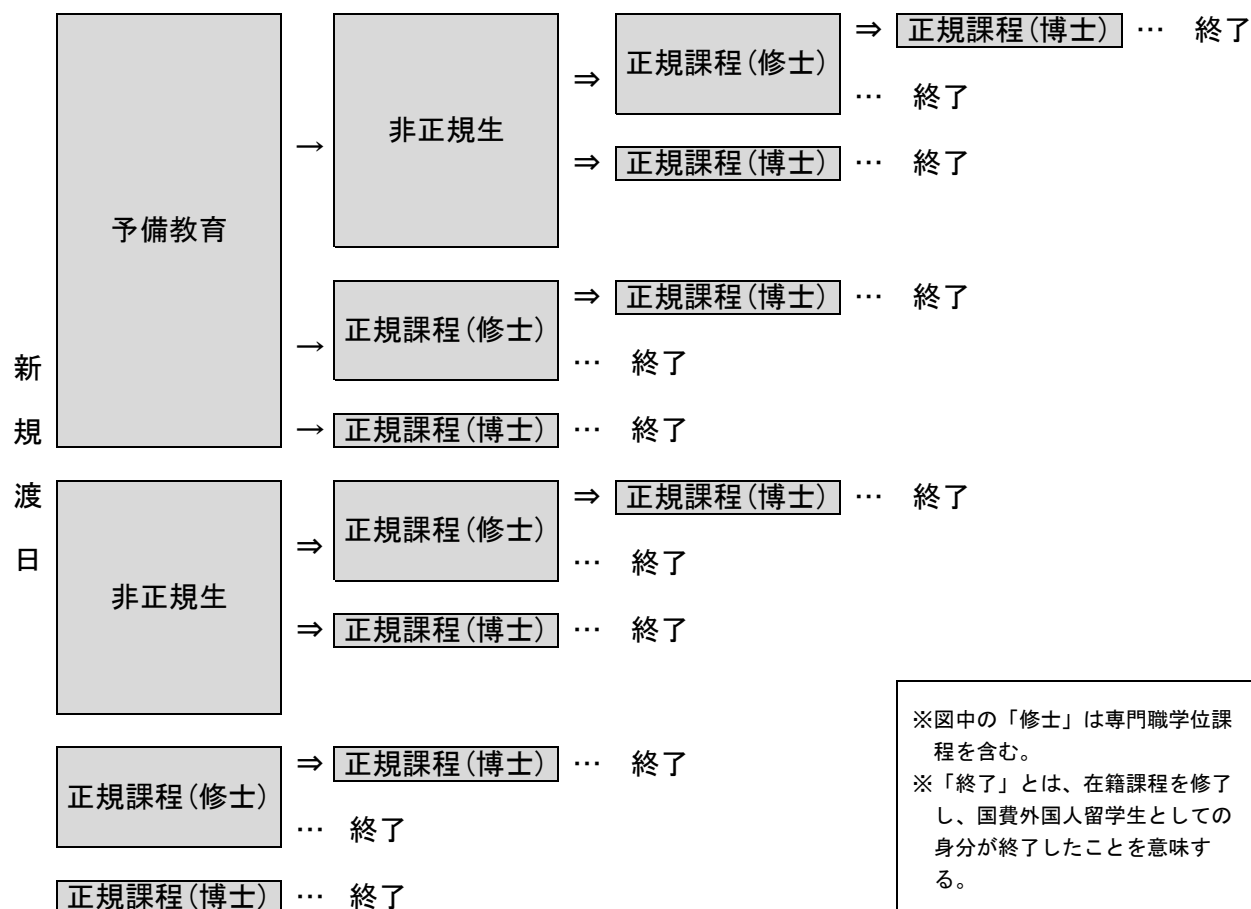 新規渡日
予備教育
→ 非正規生
⇒ 正規課程(修士)
⇒ 正規課程(博士) … 終了
… 終了
⇒ 正規課程(博士) … 終了
→ 正規課程(修士)
⇒ 正規課程(博士) … 終了
… 終了
→ 正規課程(博士) … 終了
非正規生
⇒ 正規課程(修士)
⇒ 正規課程(博士) … 終了
… 終了
⇒ 正規課程(博士) … 終了
正規課程(修士)
⇒ 正規課程(博士) … 終了
… 終了
正規課程(博士) … 終了
※図中の「修士」は専門職学位課
程を含む。
※「終了」とは、在籍課程を修了
し、国費外国人留学生としての
身分が終了したことを意味す
る。